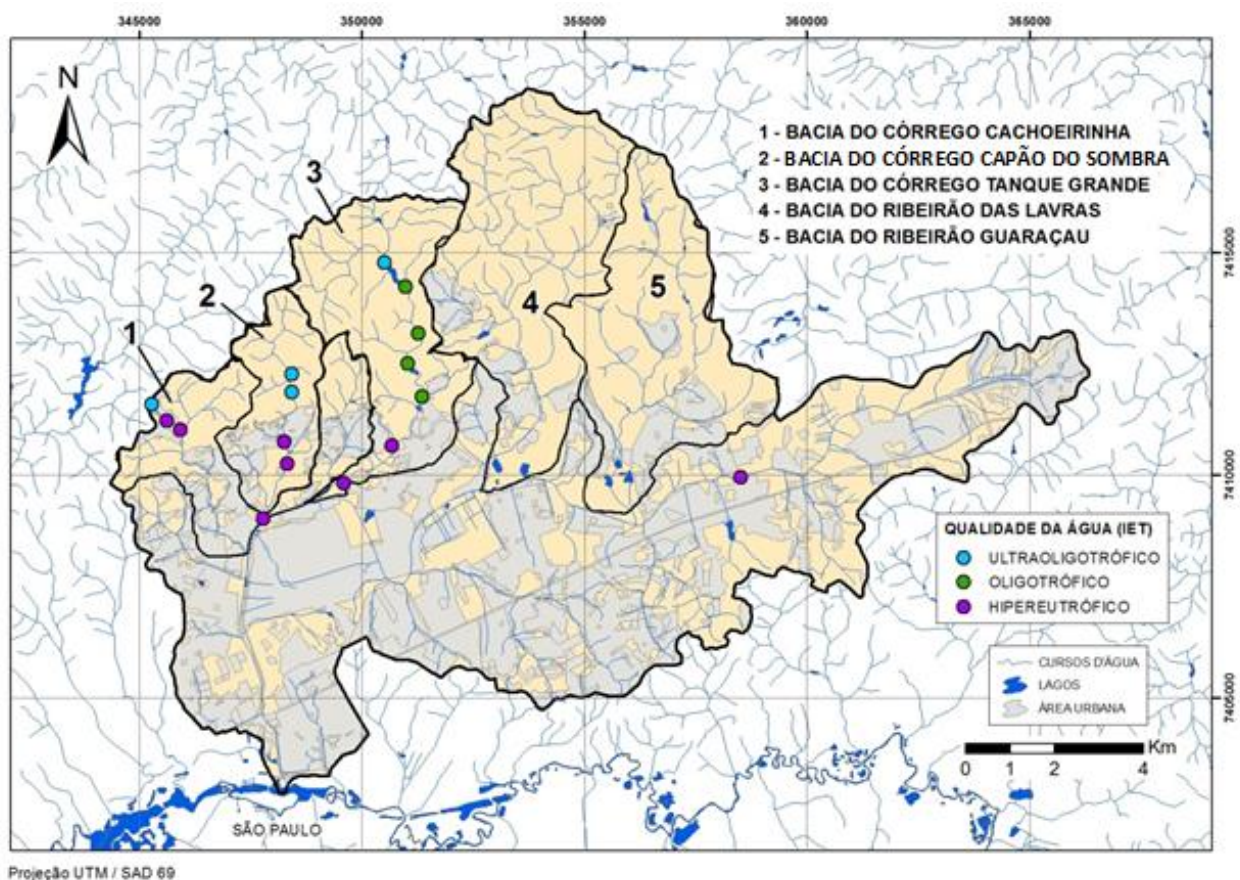 345000
350000
355000
360000
365000
N
1 - BACIA DO CÓRREGO CACHOEIRINHA
2 - BACIA DO CÓRREGO CAPÃO DO SOMBRA
3 - BACIA DO CÓRREGO TANQUE GRANDE
4 - BACIA DO RIBEIRÃO DAS LAVRAS
5 - BACIA DO RIBEIRÃO GUARAÇAU
3
7415000
2
4
5
1
7410000
QUALIDADE DA ÁGUA (IET)
ULTRAOLIGOTRÓFICO
OLIGOTRÓFICO
HIPEREUTRÓFICO
CURSOS D'ÁGUA
LAGOS
ÁREA URBANA
7405000
Km
0 1 2 4
SÃO PAULO
Projeção UTM / SAD 69